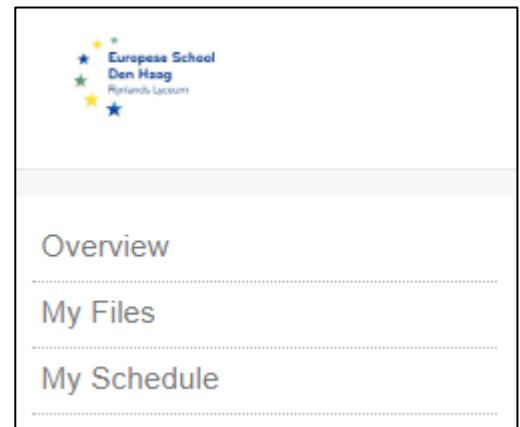 Europese School
Den Haag
Rijnlands Lyceum
Overview
My Files
My Schedule